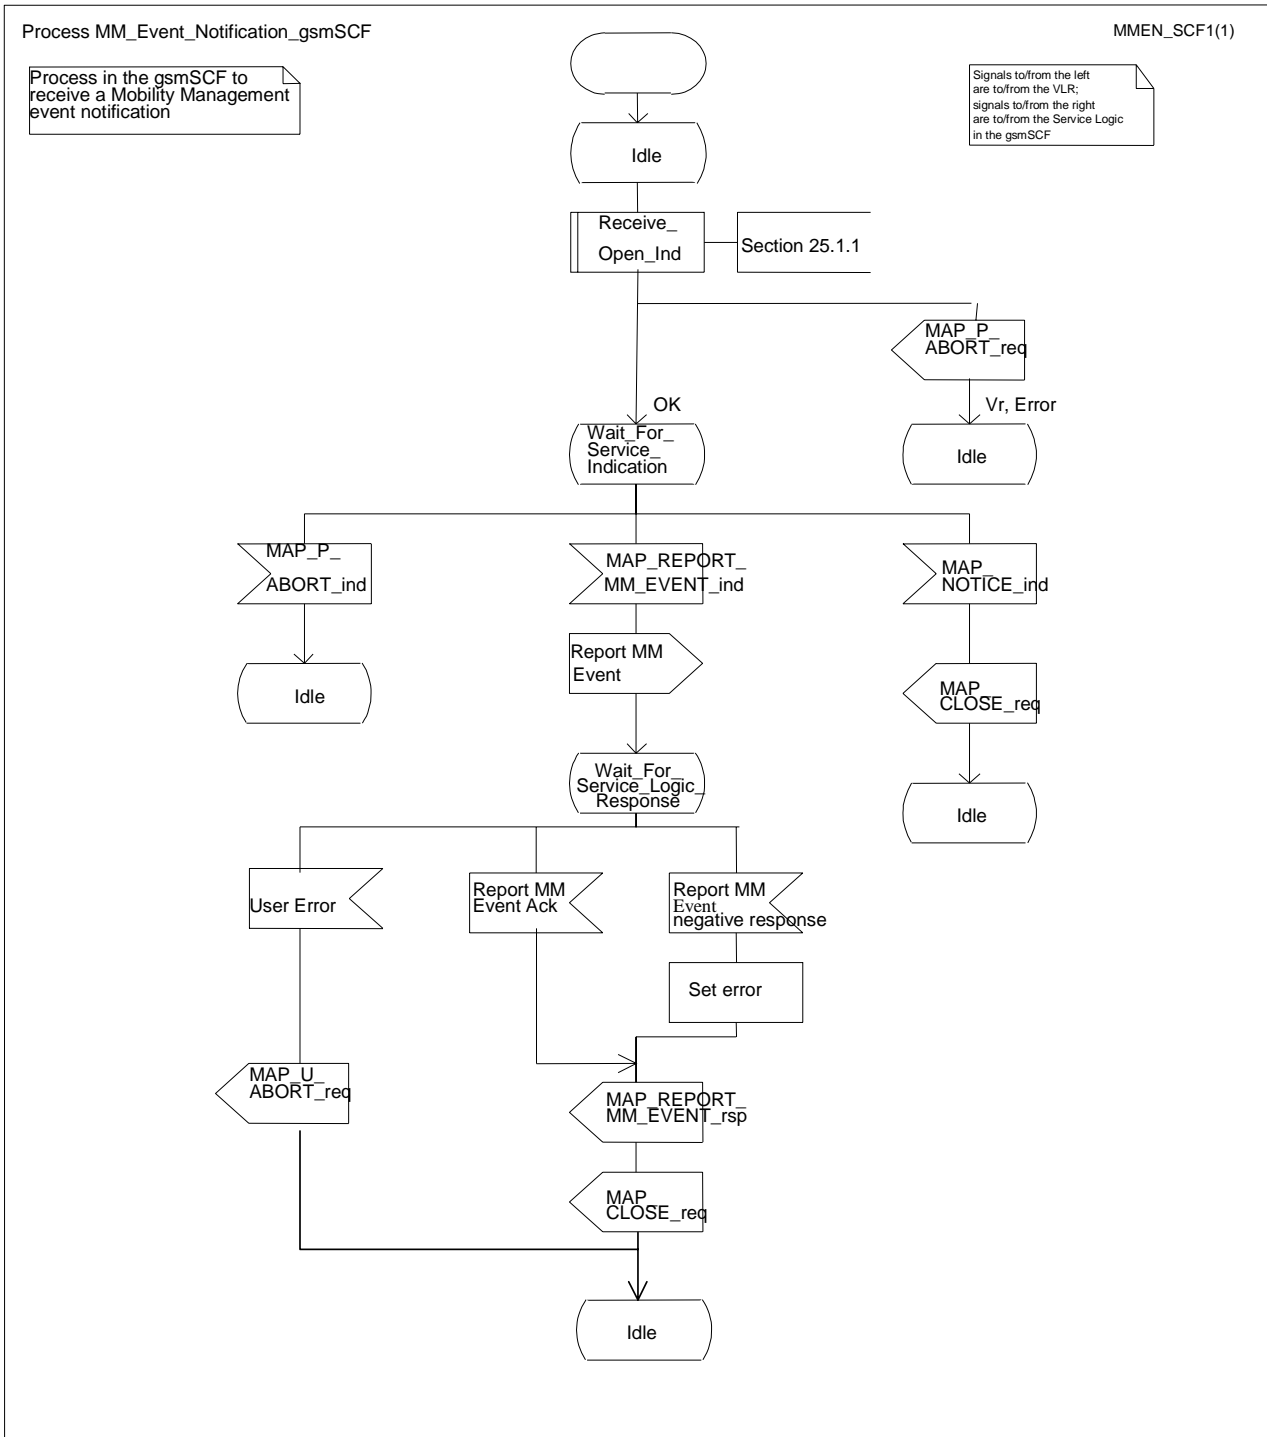 Process MM_Event_Notification_gsmSCF
MMEN_SCF1(1)
Process in the gsmSCF to
receive a Mobility Management
event notification
Signals to/from the left
are to/from the VLR;
signals to/from the right
are to/from the Service Logic
in the gsmSCF
Idle
Receive_
Open_Ind
Section 25.1.1
MAP_P_
ABORT_req
OK
Vr, Error
Wait_For_
Service_
Indication
Idle
MAP_P_
ABORT_ind
MAP_REPORT_
MM_EVENT_ind
MAP_
NOTICE_ind
Report MM
Event
Idle
MAP_
CLOSE_req
Wait_For_
Service_Logic_
Response
Idle
User Error
Report MM
Event Ack
Report MM
Event
negative response
Set error
MAP_U_
ABORT_req
MAP_REPORT_
MM_EVENT_rsp
MAP_
CLOSE_req
Idle